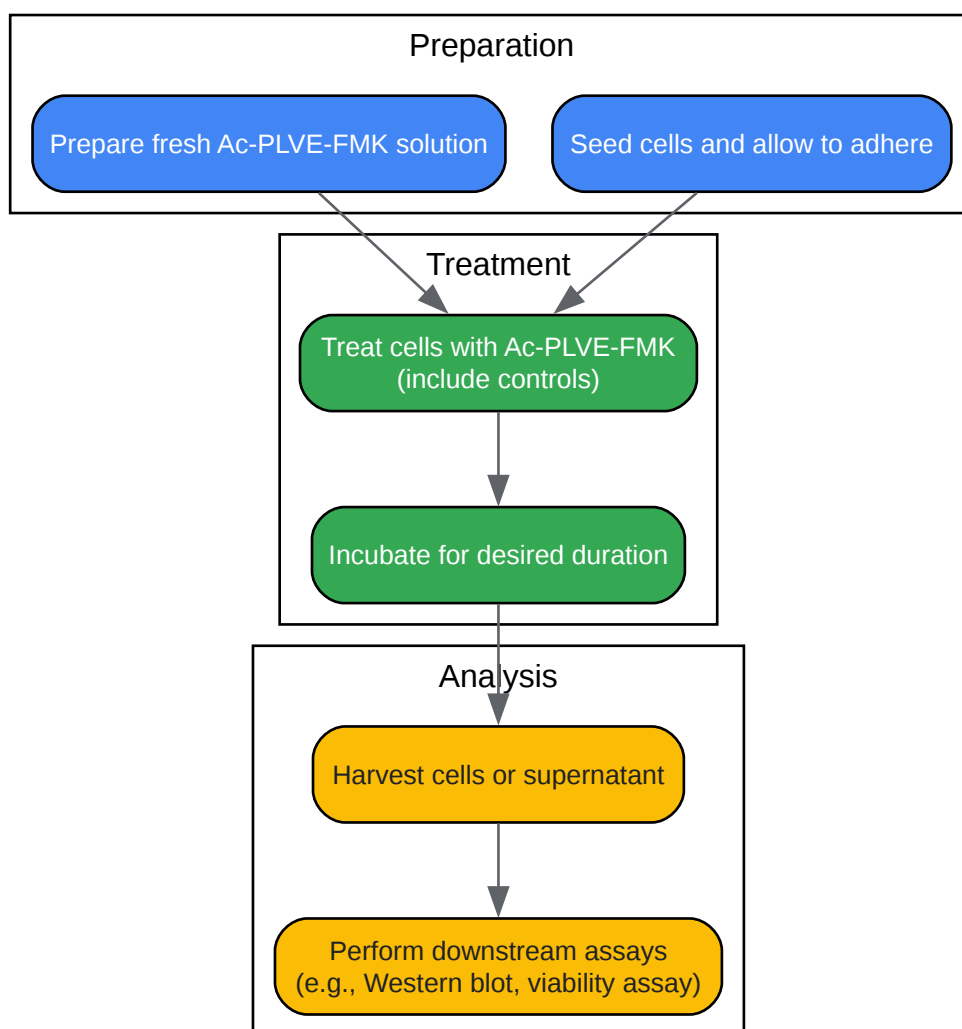 Preparation
Prepare fresh Ac-PLVE-FMK solution
Seed cells and allow to adhere
Treatment
Treat cells with Ac-PLVE-FMK
(include controls)
Incubate for desired duration
Analysis
Harvest cells or supernatant
Perform downstream assays
(e.g., Western blot, viability assay)